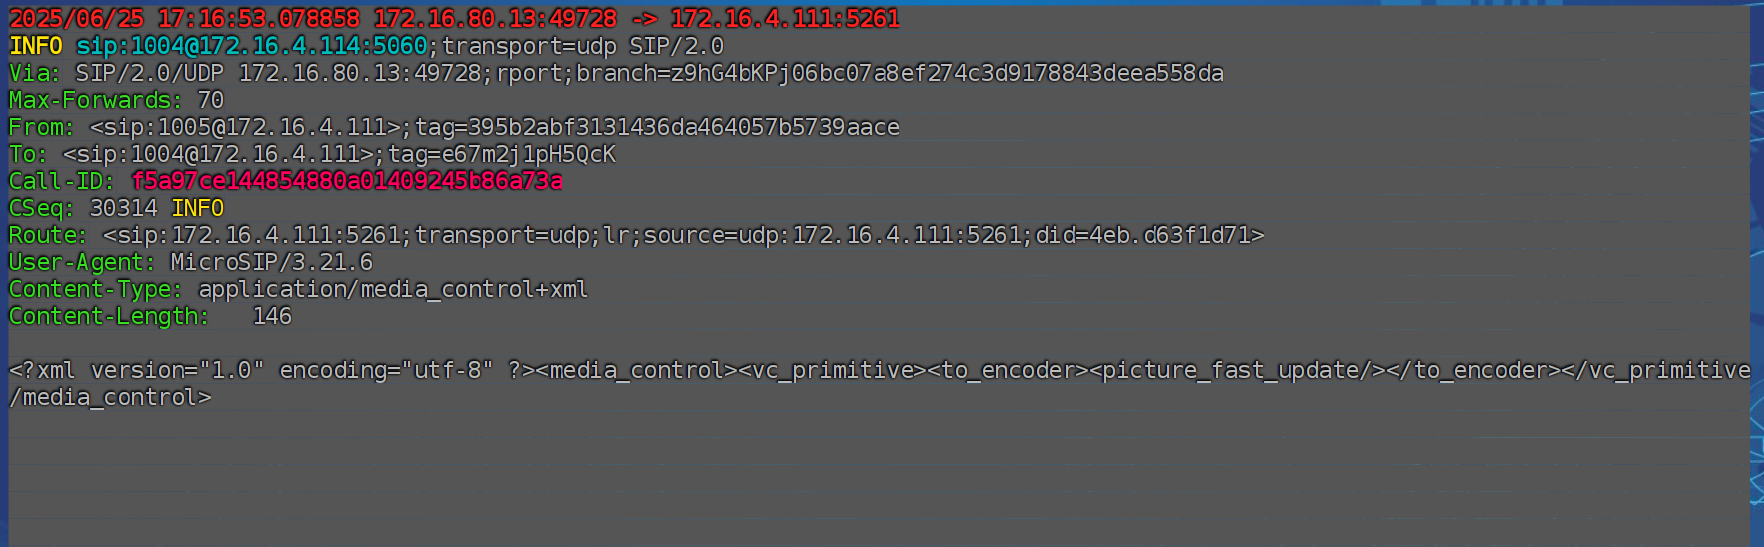 2025/06/25 17:16:53.078858 172.16.80.13:49728 -> 172.16.4.111:5261
INFO sip:1004@172.16.4.114:5060;transport=udp SIP/2.0
Via: SIP/2.0/UDP 172.16.80.13:49728;rport;branch=z9hG4bKPj06bc07a8ef274c3d9178843deea558da
Max-Forwards: 70
From: <sip:1005@172.16.4.111>;tag=395b2abf3131436da464057b5739aace
To: <sip:1004@172.16.4.111>;tag=e67m2j1pH5QcK
Call-ID: f5a97ce144854880a01409245b86a73a
CSeq: 30314 INFO
Route: <sip:172.16.4.111:5261;transport=udp;lr;source=udp:172.16.4.111:5261;did=4eb.d63f1d71>
User-Agent: MicroSIP/3.21.6
Content-Type: application/media_control+xml
Content-Length:   146
<?xml version="1.0" encoding="utf-8" ?><media_control><vc_primitive><to_encoder><picture_fast_update/></to_encoder></vc_primitive
/media_control>